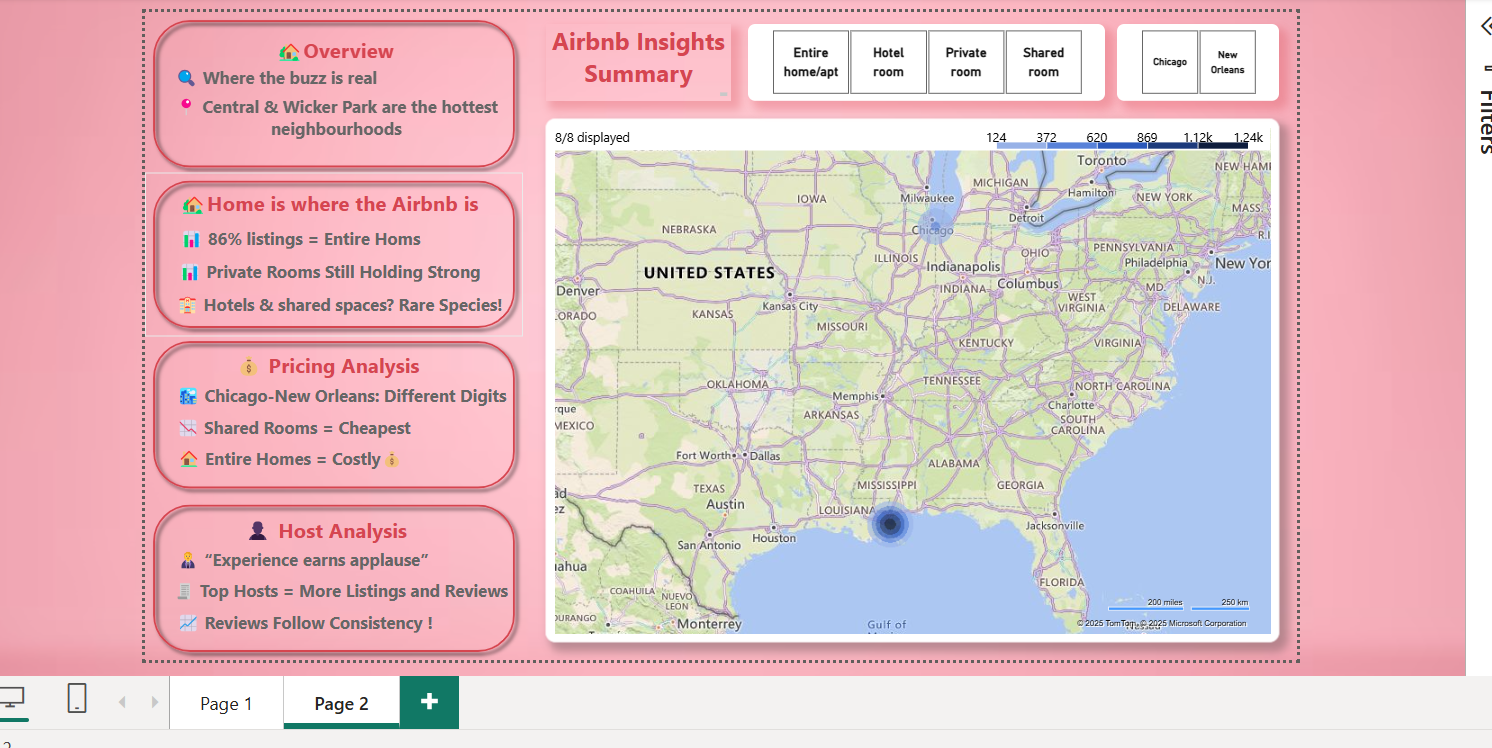 Overview
Where the buzz is real
Central & Wicker Park are the hottest
neighbourhoods
Home is where the Airbnb is
86% listings = Entire Homs
Private Rooms Still Holding Strong
Hotels & shared spaces? Rare Species!
Pricing Analysis
Chicago-New Orleans: Different Digits
Shared Rooms = Cheapest
Entire Homes = Costly
Host Analysis
“Experience earns applause”
Top Hosts = More Listings and Reviews
Reviews Follow Consistency !
Airbnb Insights
Summary
Entire
home/apt
Hotel
room
Private
room
Shared
room
Chicago
New
Orleans
8/8 displayed
124 372 620 869 1.12k 1.24k
Toronto
MICHIGAN
NEW HAMP
Hamilton
IOWA
Milwaukee
NEW YORK
MASS.
Detroit
NEBRASKA
Chicago
R.I
PENNSYLVANIA
ILLINOIS
OHIO
Philadelphia
New Yor
UNITED STATES
Indianapolis
Columbus
N.J.
Denver
INDIANA
MD.
Kansas City
WEST
VIRGINIA
DELAWARE
ORADO
KANSAS
MISSOURI
KENTUCKY
VIRGINIA
OKLAHOMA
TENNESSEE
NORTH CAROLINA
Memphis
Charlotte
rque
ARKANSAS
SOUTH
CAROLINA
MEXICO
Fort Worth
Dallas
ALABAMA
TEXAS
MISSISSIPPI
GEORGIA
ad
ez
Austin
LOUISIANA
Jacksonville
San Antonio
Houston
ahua
FLORIDA
COAHUILA
NUEVO
LEON
200 miles
250 km
DURANGO
Monterrey
Gulf of
© 2025 TomTom, © 2025 Microsoft Corporation
Filters
Page 1
Page 2
+